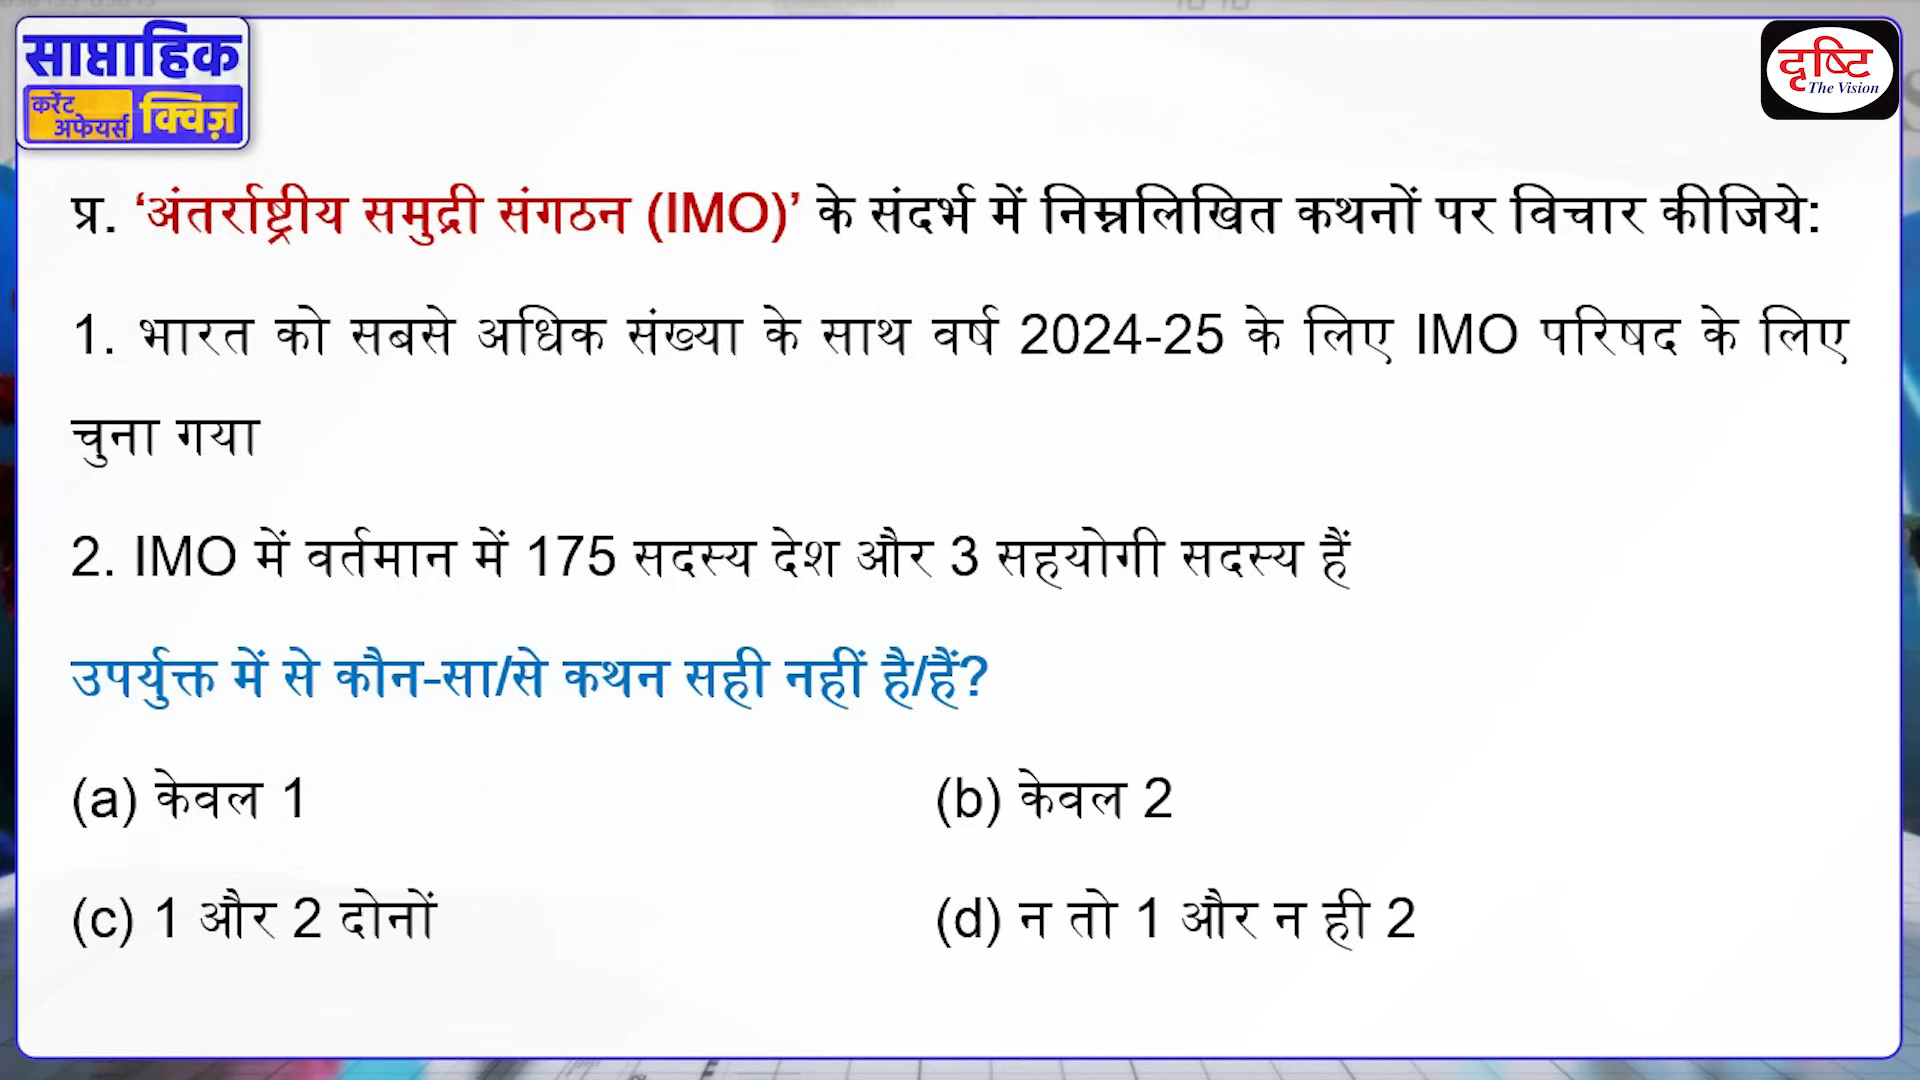 साप्ताहिक
करेंट
अफेयर्स क्विज़
दृष्टि
The Vision
प्र. ‘अंतर्राष्ट्रीय समुद्री संगठन (IMO)’ के संदर्भ में निम्नलिखित कथनों पर विचार कीजिये:
1. भारत को सबसे अधिक संख्या के साथ वर्ष 2024-25 के लिए IMO परिषद के लिए
चुना गया
2. IMO में वर्तमान में 175 सदस्य देश और 3 सहयोगी सदस्य हैं
उपर्युक्त में से कौन-सा/से कथन सही नहीं है/हैं?
(a) केवल 1
(b) केवल 2
(c) 1 और 2 दोनों
(d) न तो 1 और न ही 2